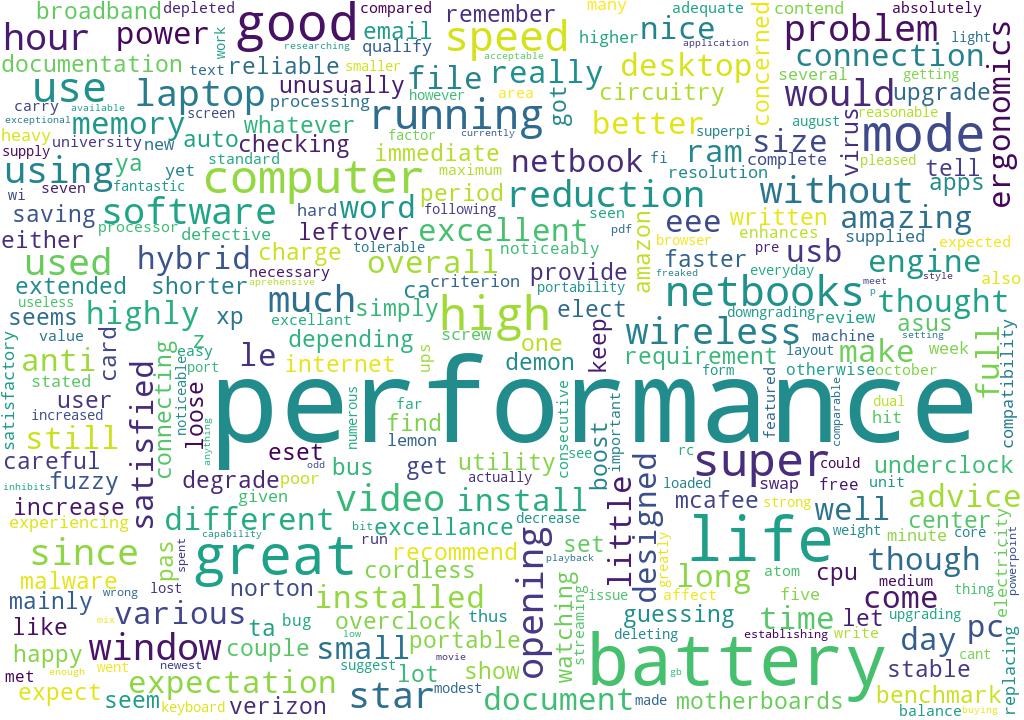 broadband depleted
good
compared
many
adequate
contend
absolutely
hour
power
work
email
remember
higher
nice
concerned
problem
researching
qualify
speed
smaller
acceptable
application
light
documentation
text
reliable
file
really
desktop
connection
ergonomics
use
laptop
unusually
however
area
got
circuitry
several
getting
carry
available
screen
processing
running
would
upgrade
exceptional
memory
whatever
factor
currently
better
superpi
august
reasonable
mode
heavy
university
new
auto
checking
immediate
ram
size
virus
supply
yet
standard
maximum
netbook
fi
resolution
complete
pleased
tell
using
ya
fantastic
computer
period
reduction
without
apps
wi
seven
processor
hard
word
following
seen
eee
written
amazing
saving
software
defective
leftover
excellent
pdf
amazon
enhances
supplied
either
charge
tolerable
noticeably
browser
faster
pre
usb
expected
used
hybrid
necessary
overall
criterion
provide
freaked
everyday
engine
meet
style
also
extended
shorter
aprehensive
ca
portability
elect
netbooks
p
useless
much
simply
high
downgrading
review
thought
seems
highly
xp
excellant
screw
one
keep
wireless
machine
setting
asus
value
card
z
depending
ups
demon
requirement
layout
make
week
full
compatibility
satisfactory
anti
connecting
noticeable
easy
port
le
internet
form
otherwise
october
stated
satisfied
loose
performance
user
numerous
far
consecutive
boost
important
featured
comparable
dual
increased
anything
find
hit
still
lemon
see
rc
careful
eset
bus
get
utility
super
could
underclock
fuzzy
odd
actually
little
designed
loaded
swap
free
unit
inhibits
degrade
poor
mcafee
strong
advice
increase
given
video
install
well
center
experiencing
different
bit
excellance
decrease
weight
minute
core
capability
run
greatly
life
electricity
powerpoint
since
pas
spent
great
recommend
opening
set
playback
though
malware
lost
cordless
watching
streaming
issue
long
atom
cpu
medium
thing
wrong
norton
installed
affect
five
come
mainly
various
bug
overclock
thus
guessing
time
let
upgrading
like
mix
ta
low
portable
deleting
establishing
write
day
pc
replacing
happy
window
couple
small
movie
battery
cant
met
enough
went
newest
suggest
lot
show
gb
stable
expect
expectation
star
modest
document
made
motherboards
benchmark
seem
keyboard
verizon
balance
buying